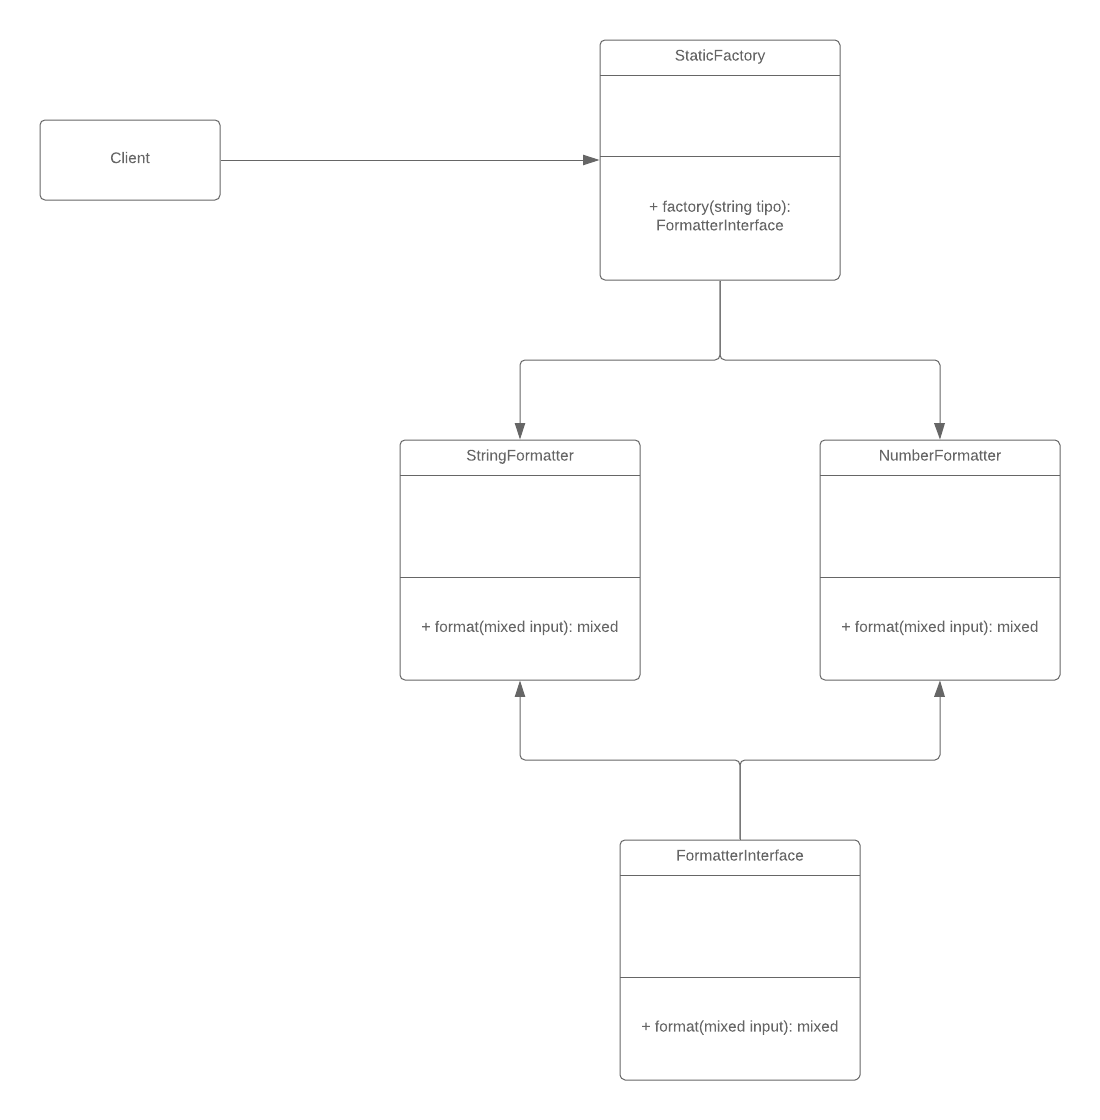 StaticFactory
Client
+ factory(string tipo):
FormatterInterface
StringFormatter
NumberFormatter
+ format(mixed input): mixed
+ format(mixed input): mixed
FormatterInterface
+ format(mixed input): mixed